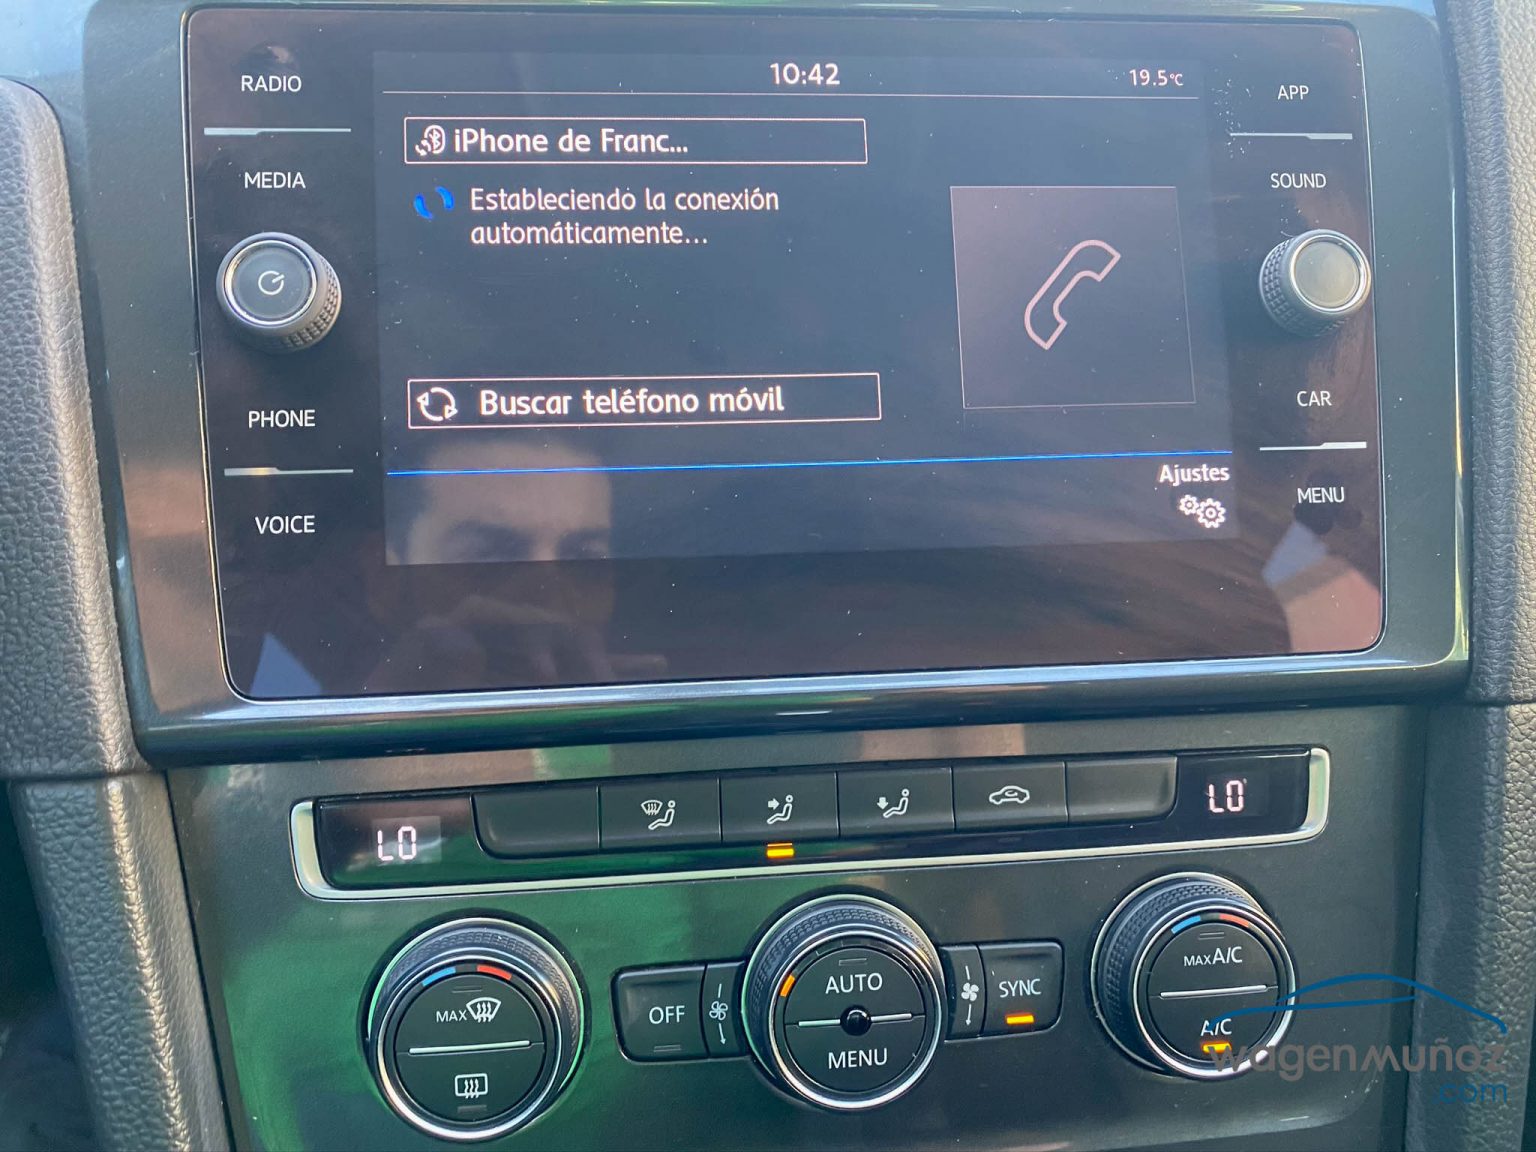 RADIO
10:42
19.5°C
APP
iPhone de Franc...
MEDIA
SOUND
Estableciendo la conexión
automáticamente...
PHONE
Buscar teléfono móvil
CAR
Ajustes
VOICE
MENU
LO
LO
MAX
OFF
AUTO
MENU
SYNC
MAX A/C
A/C
wagenmuñoz
.com